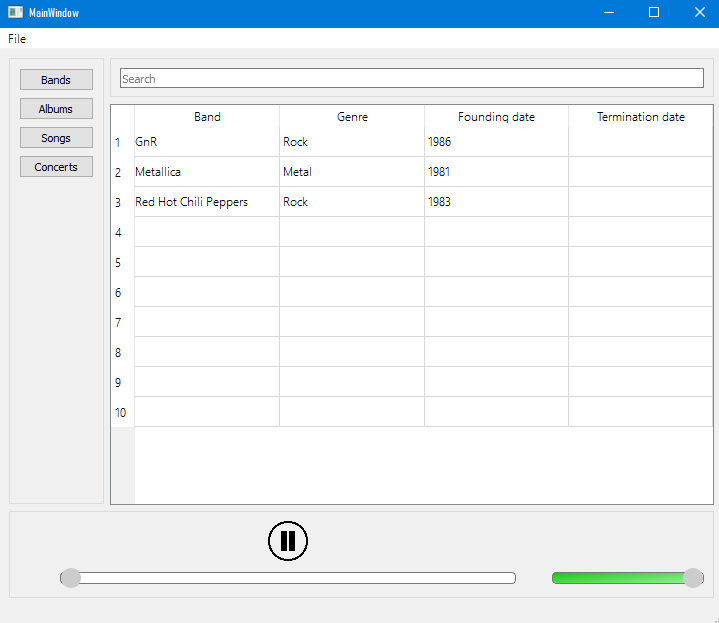 MainWindow
File
Bands
Albums
Songs
Concerts
Search
Band Genre Founding date Termination date
1 GnR Rock 1986
2 Metallica Metal 1981
3 Red Hot Chili Peppers Rock 1983
4
5
6
7
8
9
10